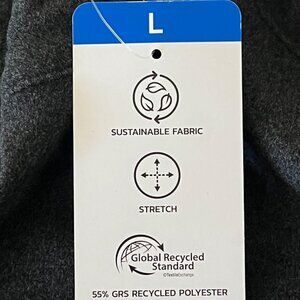 L
SUSTAINABLE FABRIC
STRETCH
Global Recycled
Standard
©TextileExchange
55% GRS RECYCLED POLYESTER